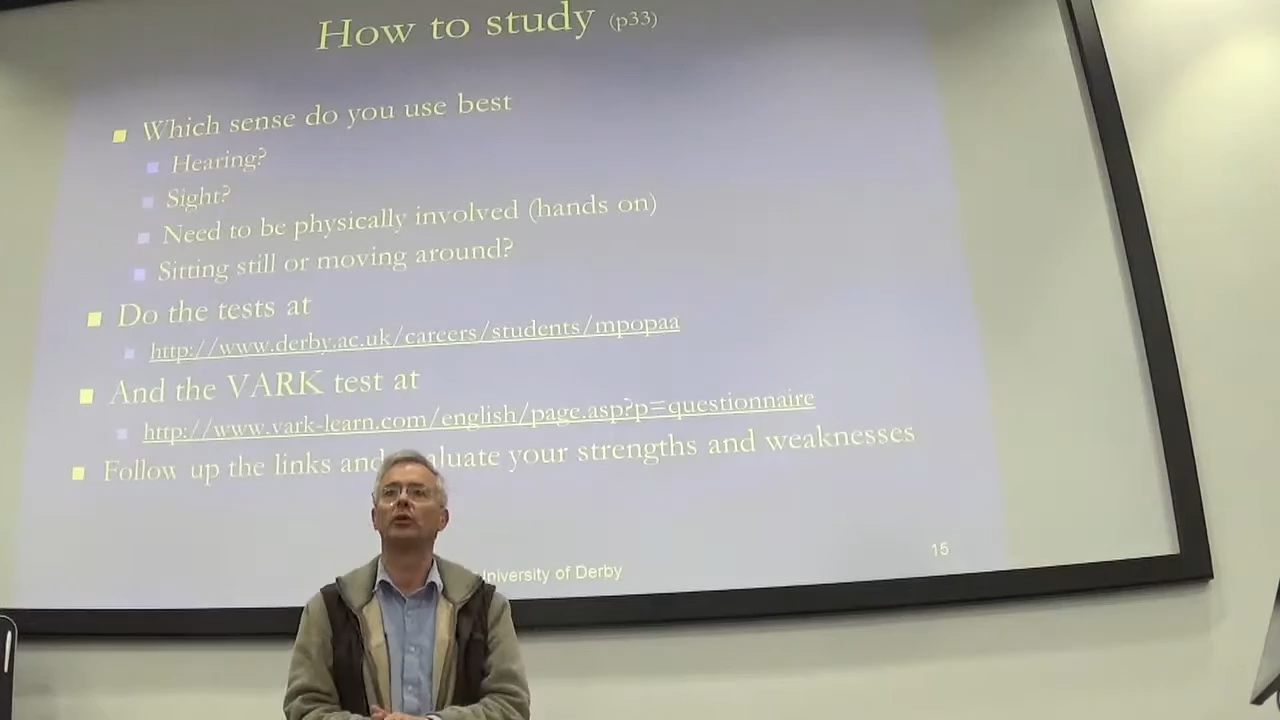 How to study (p33)
Which sense do you use best
Hearing?
Sight?
Need to be physically involved (hands on)
Sitting still or moving around?
Do the tests at
http://www.derby.ac.uk/careers/students/mpopaa
And the VARK test at
http://www.vark-learn.com/english/page.asp?p=questionnaire
Follow up the links and your strengths and weaknesses
University of Derby
15